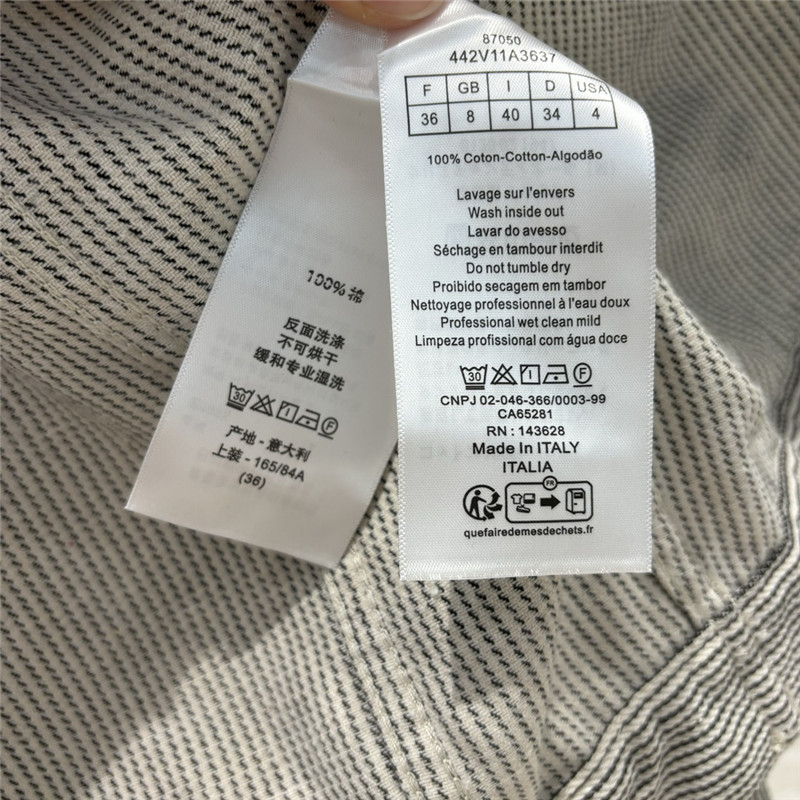 100% 棉
反面洗涤
不可烘干
缓和专业湿洗
30
F
产地 - 意大利
上装 - 165/84A
(36)
87050
442V11A3637
F GB I D USA
36 8 40 34 4
100% Coton-Cotton-Algodão
Lavage sur l'envers
Wash inside out
Lavar do avesso
Séchage en tambour interdit
Do not tumble dry
Proibido secagem em tambor
Nettoyage professionnel à l'eau doux
Professional wet clean mild
Limpeza profissional com água doce
30 F
CNPJ 02-046-366/0003-99
CA65281
RN : 143628
Made In ITALY
ITALIA
FR
quefairedemesdechets.fr